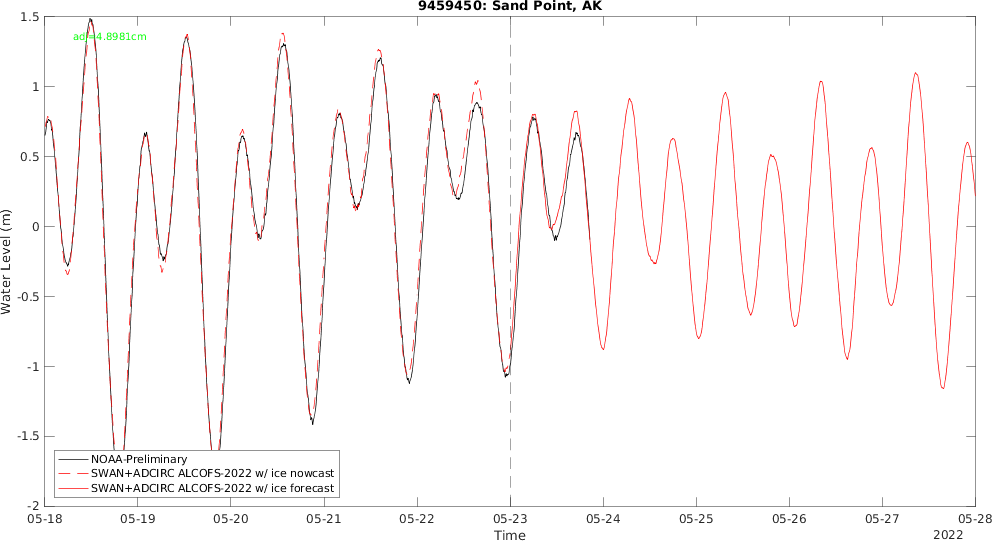 9459450: Sand Point, AK
1.5
adj=4.8981cm
1
0.5
0
-0.5
-1
-1.5
-2
Water Level (m)
NOAA-Preliminary
SWAN+ADCIRC ALCOFS-2022 w/ ice nowcast
SWAN+ADCIRC ALCOFS-2022 w/ ice forecast
05-18 05-19 05-20 05-21 05-22 05-23 05-24 05-25 05-26 05-27 05-28
Time
2022